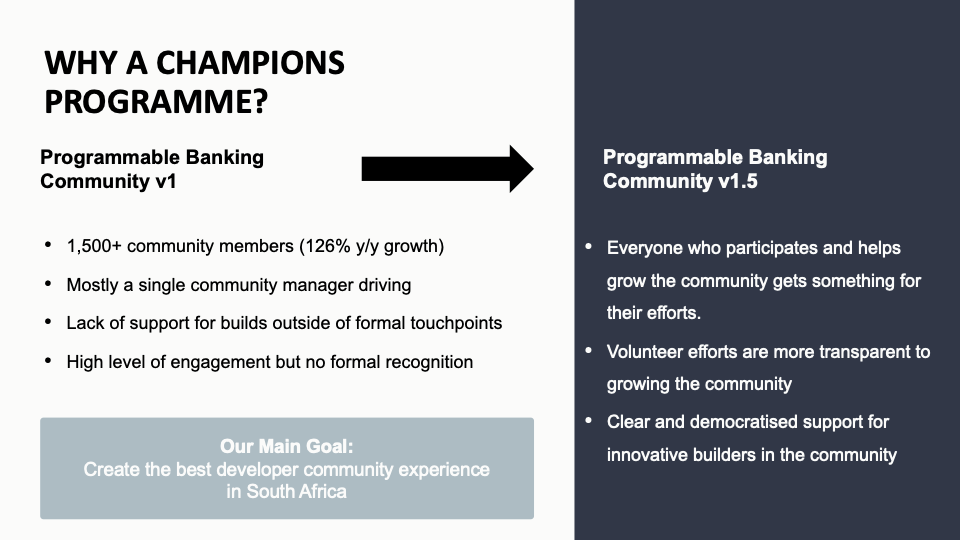 WHY A CHAMPIONS
PROGRAMME?
Programmable Banking
Community v1
• 1,500+ community members (126% y/y growth)
• Mostly a single community manager driving
• Lack of support for builds outside of formal touchpoints
• High level of engagement but no formal recognition
Our Main Goal:
Create the best developer community experience
in South Africa
Programmable Banking
Community v1.5
• Everyone who participates and helps
grow the community gets something for
their efforts.
• Volunteer efforts are more transparent to
growing the community
• Clear and democratised support for
innovative builders in the community